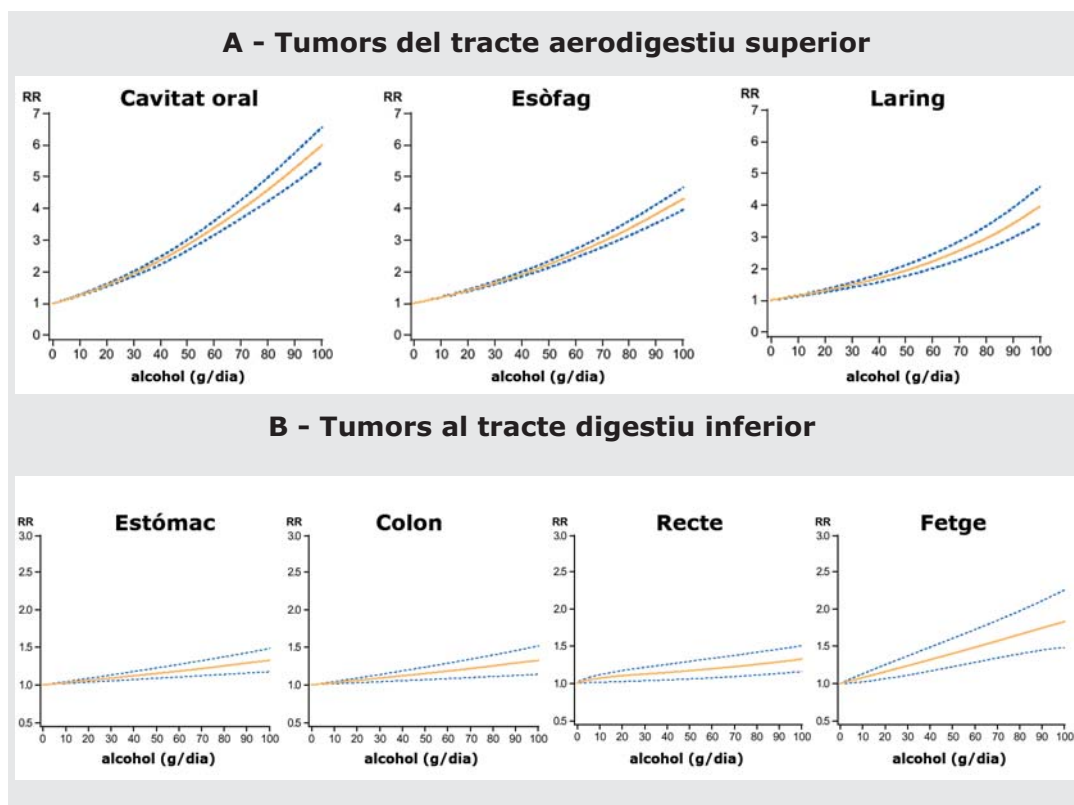 A - Tumors del tracte aerodigestiu superior
RR Cavitat oral
7
6
5
4
3
2
1
0
0 10 20 30 40 50 60 70 80 90 100
alcohol (g/dia)
RR Esòfag
7
6
5
4
3
2
1
0
0 10 20 30 40 50 60 70 80 90 100
alcohol (g/dia)
RR Laring
7
6
5
4
3
2
1
0
0 10 20 30 40 50 60 70 80 90 100
alcohol (g/dia)
B - Tumors al tracte digestiu inferior
RR Estómac
3.0
2.5
2.0
1.5
1.0
0.5
0 10 20 30 40 50 60 70 80 90 100
alcohol (g/dia)
RR Colon
3.0
2.5
2.0
1.5
1.0
0.5
0 10 20 30 40 50 60 70 80 90 100
alcohol (g/dia)
RR Recte
3.0
2.5
2.0
1.5
1.0
0.5
0 10 20 30 40 50 60 70 80 90 100
alcohol (g/dia)
RR Fetge
3.0
2.5
2.0
1.5
1.0
0.5
0 10 20 30 40 50 60 70 80 90 100
alcohol (g/dia)